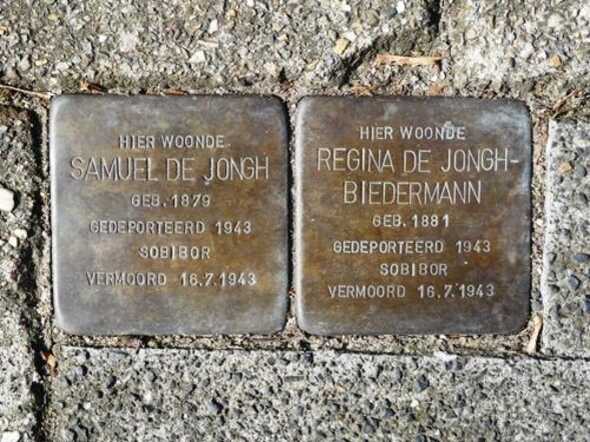 HIER WOONDE
SAMUEL DE JONGH
GEB. 1879
GEDEPORTEERD 1943
SOBIBOR
VERMOORD 16.7.1943
HIER WOONDE
REGINA DE JONGH-
BIEDERMANN
GEB. 1881
GEDEPORTEERD 1943
SOBIBOR
VERMOORD 16.7.1943